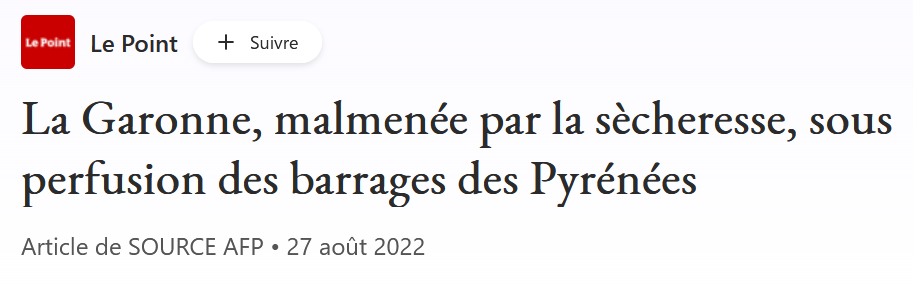 Le Point
Le Point + Suivre
La Garonne, malmenée par la sècheresse, sous
perfusion des barrages des Pyrénées
Article de SOURCE AFP • 27 août 2022